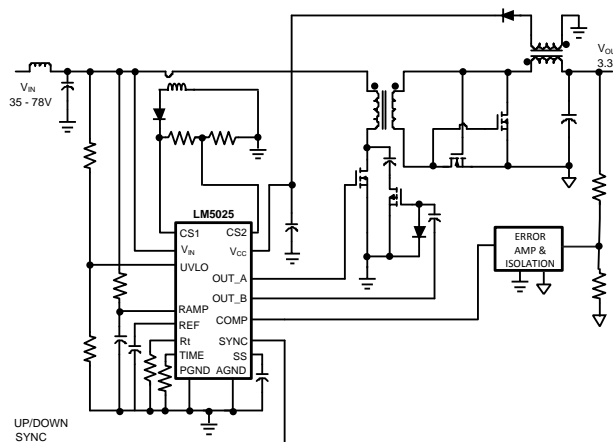 V_OU
3.3
V_IN
35 - 78V
LM5025
CS1
CS2
V_IN
V_CC
UVLO
OUT_A
ERROR
AMP &
ISOLATION
OUT_B
RAMP
COMP
REF
Rt
SYNC
TIME
SS
PGND
AGND
UP/DOWN
SYNC